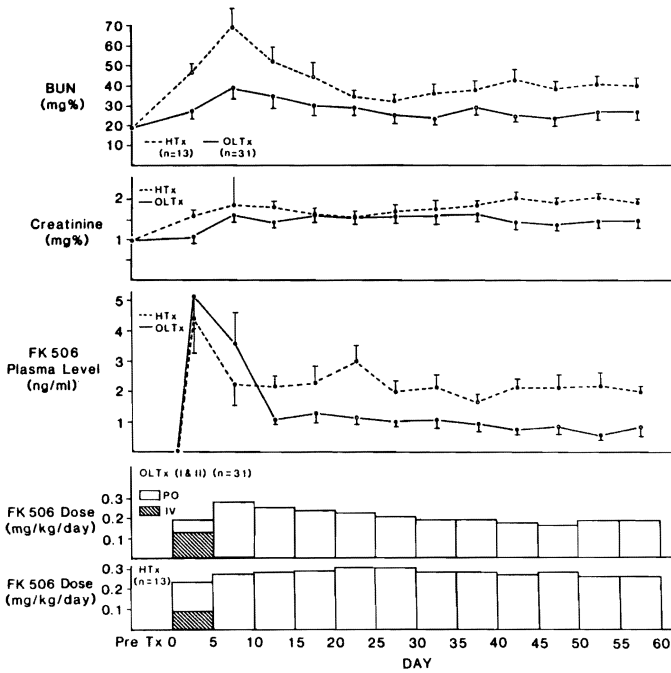 70
60
50
BUN
(mg%)
40
30
20
10
HTx
(n=13)
OLTx
(n=31)
HTx
OLTx
2
Creatinine
(mg%)
1
5
HTx
OLTx
4
FK 506
Plasma Level
(ng/ml)
3
2
1
OLTx (I & II) (n=31)
PO
IV
FK 506 Dose
(mg/kg/day)
0.3
0.2
0.1
HTx
(n=13)
FK 506 Dose
(mg/kg/day)
0.3
0.2
0.1
Pre Tx 0 5 10 15 20 25 30 35 40 45 50 55 60
DAY